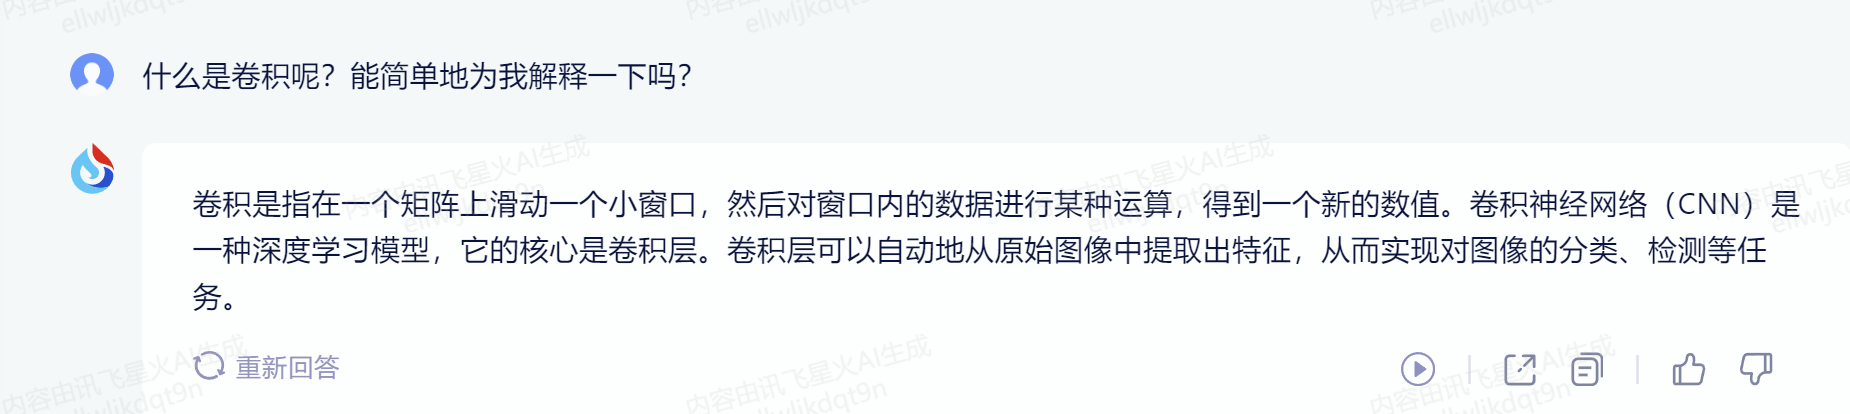 什么是卷积呢？能简单地为我解释一下吗？
卷积是指在一个矩阵上滑动一个小窗口，然后对窗口内的数据进行某种运算，得到一个新的数值。卷积神经网络（CNN）是
一种深度学习模型，它的核心是卷积层。卷积层可以自动地从原始图像中提取出特征，从而实现对图像的分类、检测等任
务。
重新回答
内容由讯飞星火AI生成
ellwljkdqt9n